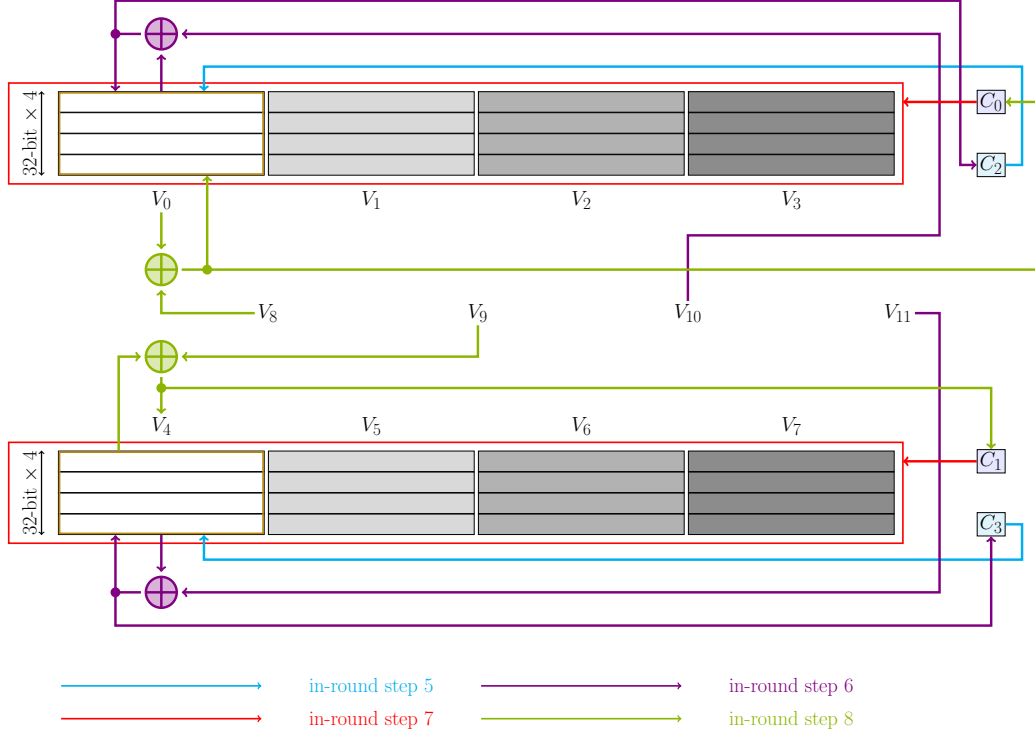 32-bit × 4
C₀
C₂
V₀ V₁ V₂ V₃
V₈ V₉ V₁₀ V₁₁
V₄ V₅ V₆ V₇
32-bit × 4
C₁
C₃
in-round step 5 in-round step 6
in-round step 7 in-round step 8